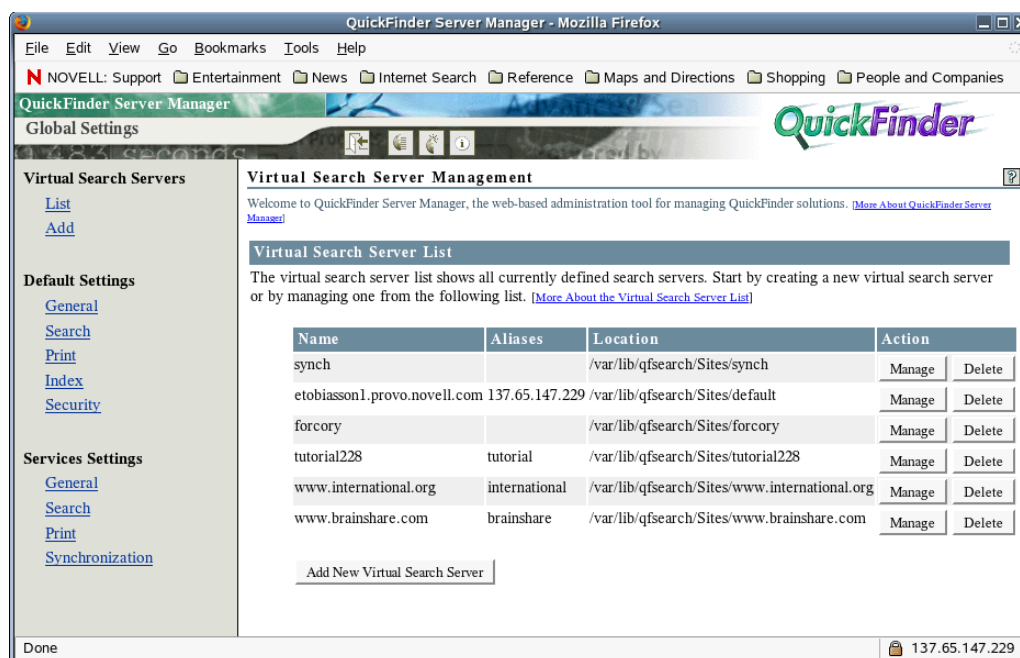 QuickFinder Server Manager - Mozilla Firefox
File Edit View Go Bookmarks Tools Help
NOVELL: Support Entertainment News Internet Search Reference Maps and Directions Shopping People and Companies
QuickFinder Server Manager
Advanced Sea
QuickFinder
Global Settings
0.483 seconds
Virtual Search Servers
List
Add
Default Settings
General
Search
Print
Index
Security
Services Settings
General
Search
Print
Synchronization
Virtual Search Server Management
?
Welcome to QuickFinder Server Manager, the web-based administration tool for managing QuickFinder solutions. [More About QuickFinder Server
Manager]
Virtual Search Server List
The virtual search server list shows all currently defined search servers. Start by creating a new virtual search server
or by managing one from the following list. [More About the Virtual Search Server List]
Name Aliases Location Action
synch /var/lib/qfsearch/Sites/synch Manage Delete
etobiasson1.provo.novell.com 137.65.147.229 /var/lib/qfsearch/Sites/default Manage Delete
forcory /var/lib/qfsearch/Sites/forcory Manage Delete
tutorial228 tutorial /var/lib/qfsearch/Sites/tutorial228 Manage Delete
www.international.org international /var/lib/qfsearch/Sites/www.international.org Manage Delete
www.brainshare.com brainshare /var/lib/qfsearch/Sites/www.brainshare.com Manage Delete
Add New Virtual Search Server
Done 137.65.147.229